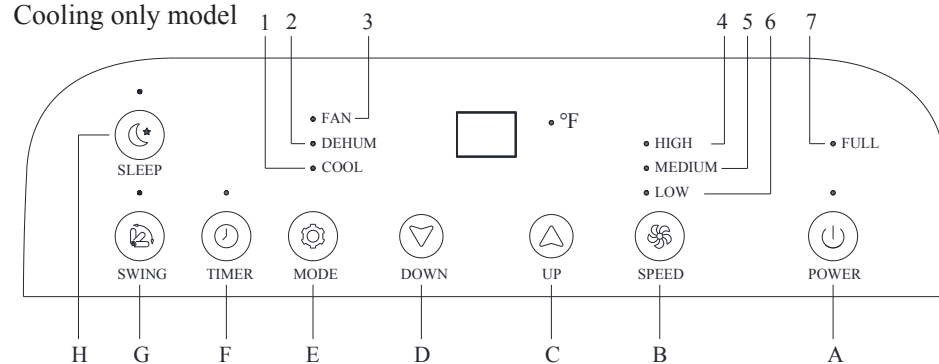 Cooling only model
1 2 3 4 5 6 7
FAN
°F
DEHUM
HIGH
FULL
COOL
MEDIUM
SLEEP
LOW
SWING TIMER MODE DOWN UP SPEED POWER
H G F E D C B A